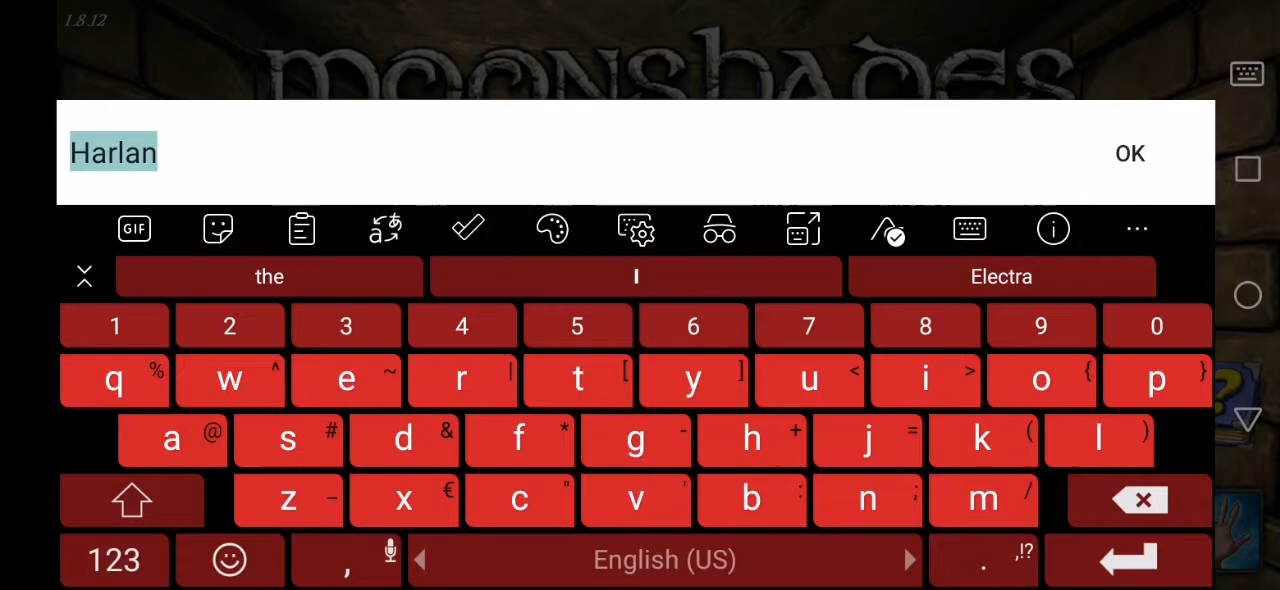 1.8.12
MOONSHADES
Harlan
OK
GIF
the
I
Electra
1 2 3 4 5 6 7 8 9 0
q % w ^ e ~ r | t [ y ] u < i > o { p }
a @ s # d & f * g - h + j = k ( l )
z _ x € c " v ' b : n ; m /
123 , English (US) . ,!?